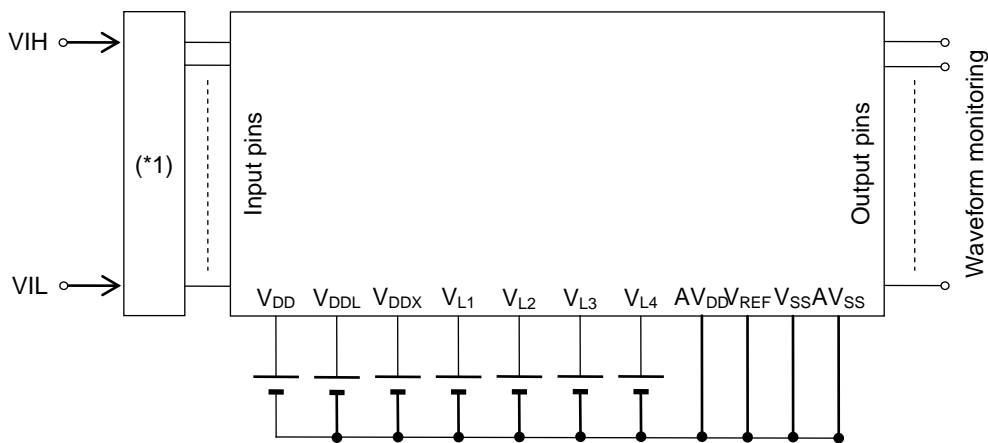 VIH
(*1)
VIL
Input pins
Output pins
Waveform monitoring
VDD VDDL VDDX VL1 VL2 VL3 VL4 AVDD VREF VSS AVSS